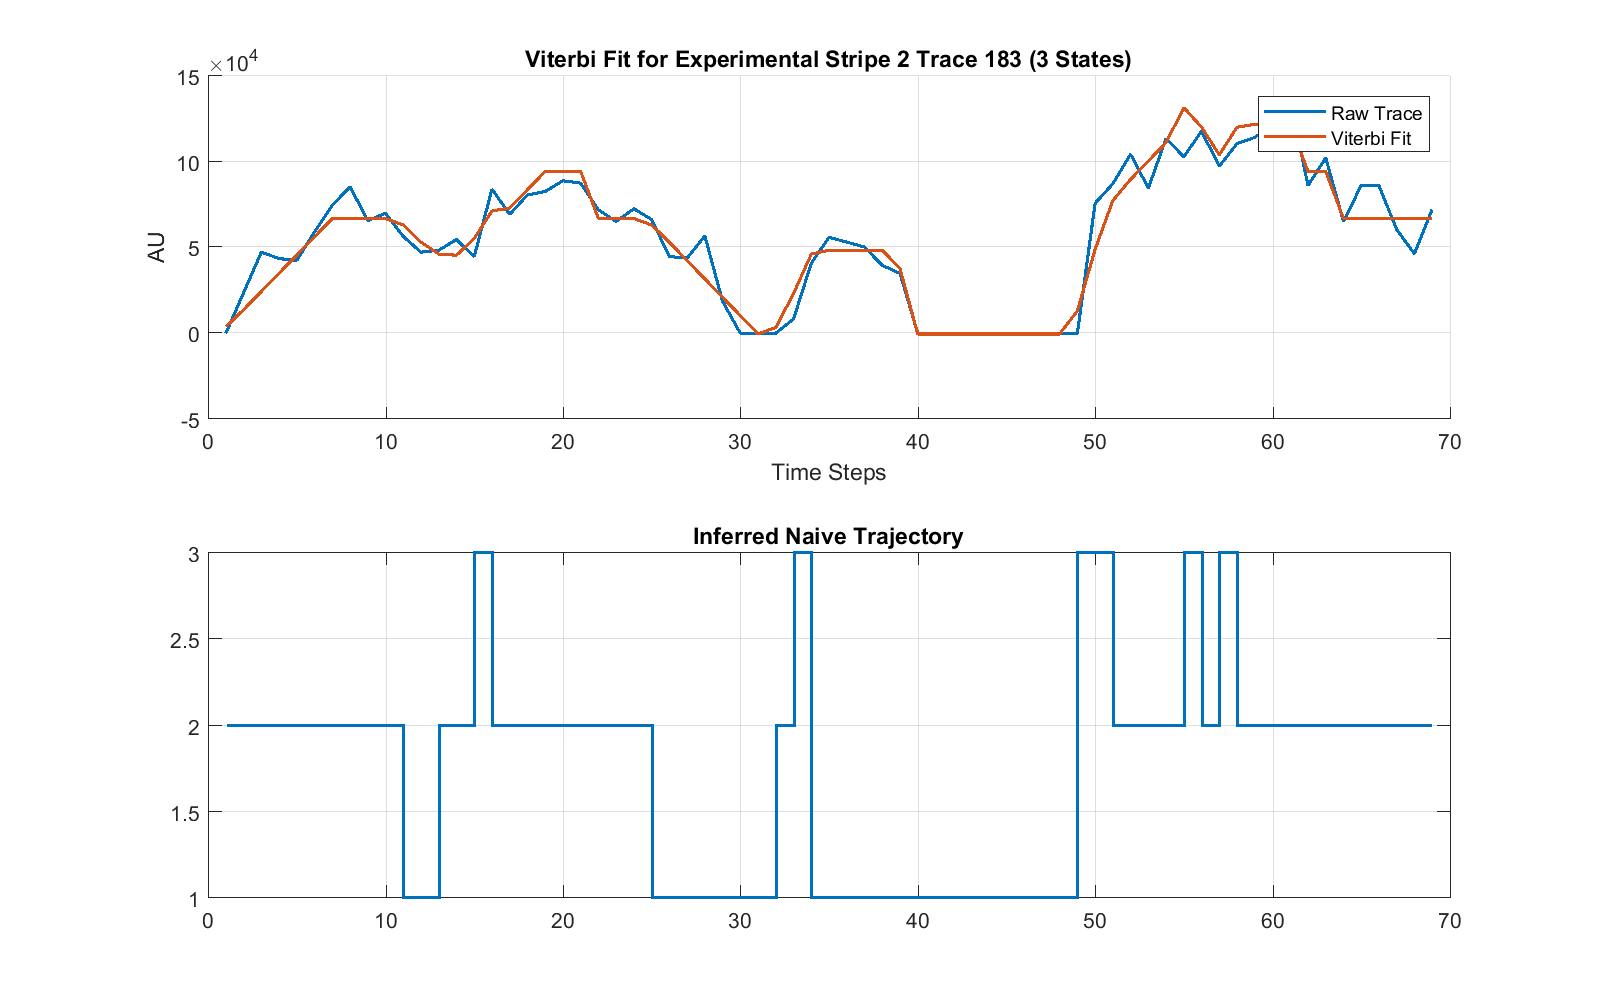 Viterbi Fit for Experimental Stripe 2 Trace 183 (3 States)
×10⁴
15
10
5
0
-5
AU
Raw Trace
Viterbi Fit
0 10 20 30 40 50 60 70
Time Steps
Inferred Naive Trajectory
3
2.5
2
1.5
1
0 10 20 30 40 50 60 70